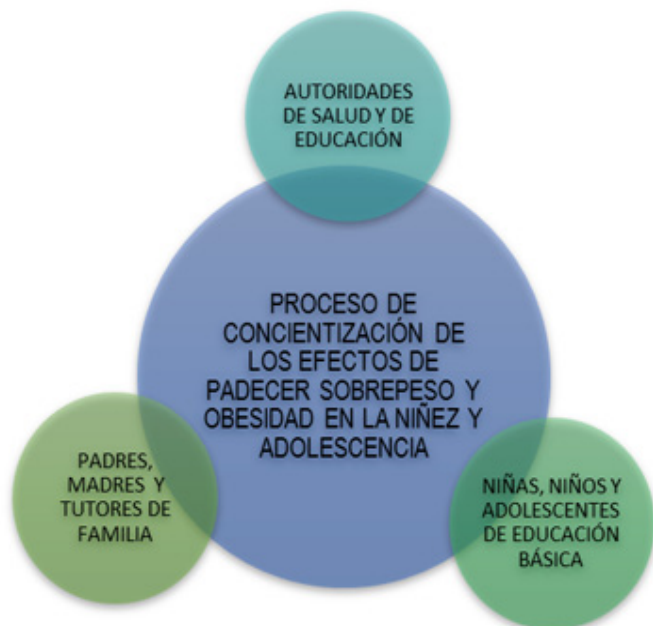 AUTORIDADES
DE SALUD Y DE
EDUCACIÓN
PROCESO DE
CONCIENTIZACIÓN DE
LOS EFECTOS DE
PADECER SOBREPESO Y
OBESIDAD EN LA NIÑEZ Y
ADOLESCENCIA
PADRES,
MADRES Y
TUTORES DE
FAMILIA
NIÑAS, NIÑOS Y
ADOLESCENTES
DE EDUCACIÓN
BÁSICA